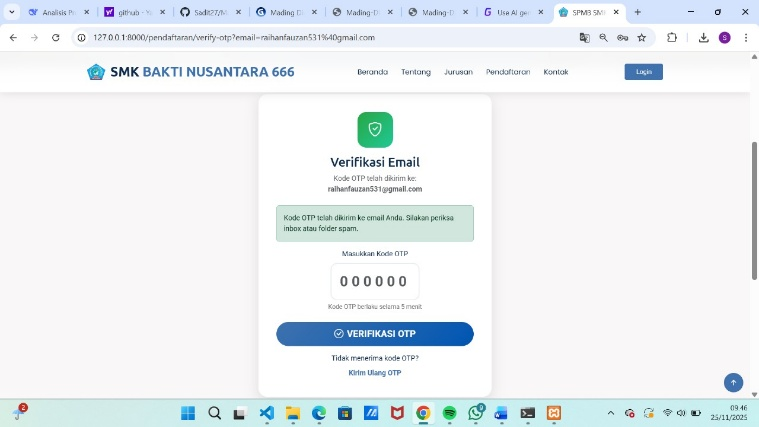 Analisis Pe
github - Ya
Sadit27/M
Mading Di
Mading-D
Mading-D
Use AI ger
SPMB SMK
127.0.0.1:8000/pendaftaran/verify-otp?email=raihanfauzan531%40gmail.com
S
SMK BAKTI NUSANTARA 666
Beranda Tentang Jurusan Pendaftaran Kontak
Login
Verifikasi Email
Kode OTP telah dikirim ke:
raihanfauzan531@gmail.com
Kode OTP telah dikirim ke email Anda. Silakan periksa
inbox atau folder spam.
Masukkan Kode OTP
000000
Kode OTP berlaku selama 5 menit
VERIFIKASI OTP
Tidak menerima kode OTP?
Kirim Ulang OTP
2
09.46
25/11/2025